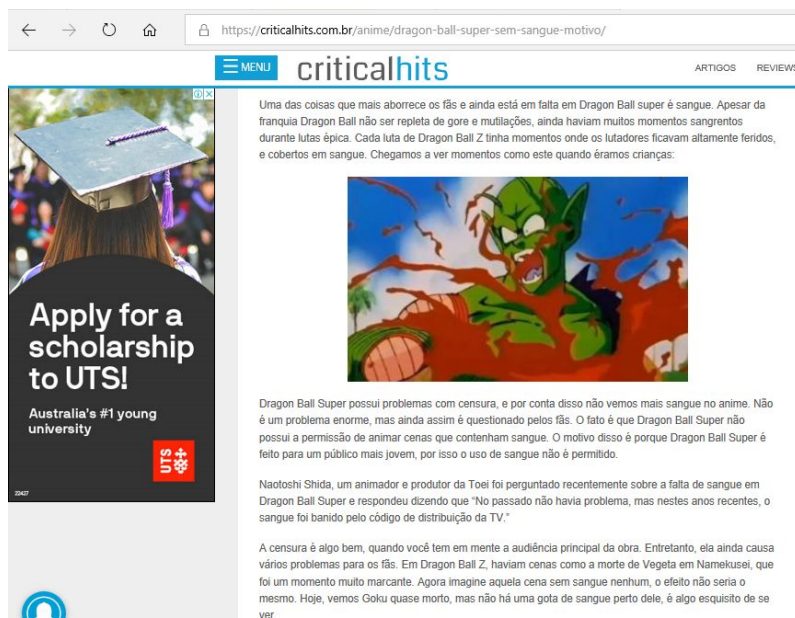 https://criticalhits.com.br/anime/dragon-ball-super-sem-sangue-motivo/
MENU
criticalhits
ARTIGOS
REVIEWS
Uma das coisas que mais aborrece os fãs e ainda está em falta em Dragon Ball super é sangue. Apesar da
franquia Dragon Ball não ser repleta de gore e mutilações, ainda haviam muitos momentos sangrentos
durante lutas épica. Cada luta de Dragon Ball Z tinha momentos onde os lutadores ficavam altamente feridos,
e cobertos em sangue. Chegamos a ver momentos como este quando éramos crianças:
Apply for a
scholarship
to UTS!
Australia's #1 young
university
UTS
22427
Dragon Ball Super possui problemas com censura, e por conta disso não vemos mais sangue no anime. Não
é um problema enorme, mas ainda assim é questionado pelos fãs. O fato é que Dragon Ball Super não
possui a permissão de animar cenas que contenham sangue. O motivo disso é porque Dragon Ball Super é
feito para um público mais jovem, por isso o uso de sangue não é permitido.
Naotoshi Shida, um animador e produtor da Toei foi perguntado recentemente sobre a falta de sangue em
Dragon Ball Super e respondeu dizendo que “No passado não havia problema, mas nestes anos recentes, o
sangue foi banido pelo código de distribuição da TV.”
A censura é algo bem, quando você tem em mente a audiência principal da obra. Entretanto, ela ainda causa
vários problemas para os fãs. Em Dragon Ball Z, haviam cenas como a morte de Vegeta em Namekusei, que
foi um momento muito marcante. Agora imagine aquela cena sem sangue nenhum, o efeito não seria o
mesmo. Hoje, vemos Goku quase morto, mas não há uma gota de sangue perto dele, é algo esquisito de se
ver